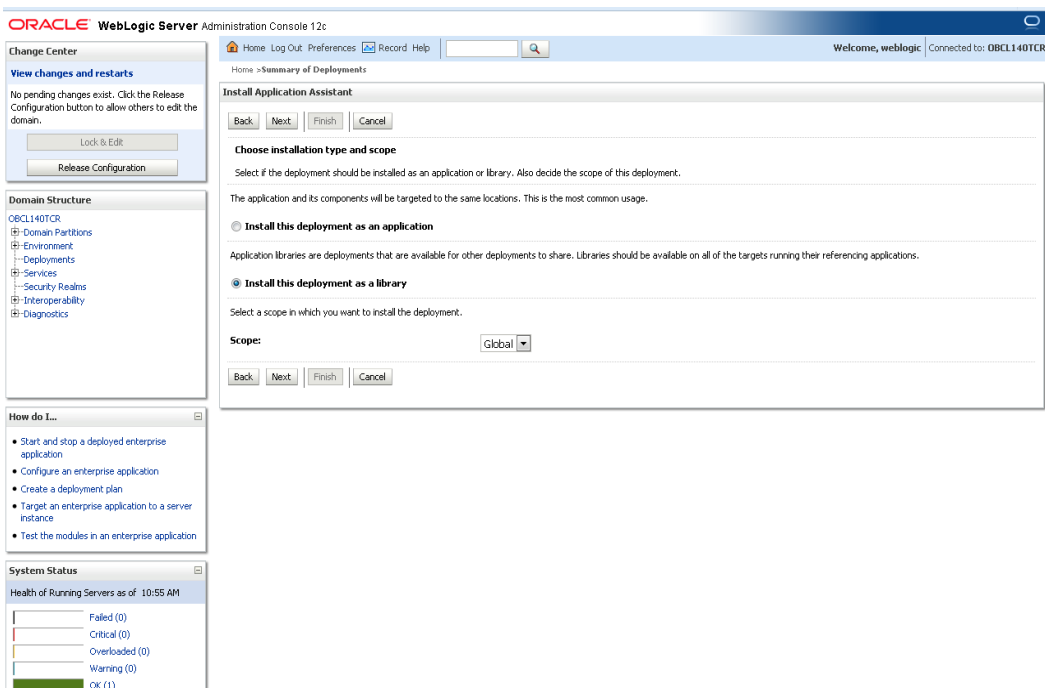 ORACLE WebLogic Server Administration Console 12c
Change Center
View changes and restarts
No pending changes exist. Click the Release
Configuration button to allow others to edit the
domain.
Lock & Edit
Release Configuration
Domain Structure
OBCL140TCR
Domain Partitions
Environment
Deployments
Services
Security Realms
Interoperability
Diagnostics
How do I...
Start and stop a deployed enterprise
application
Configure an enterprise application
Create a deployment plan
Target an enterprise application to a server
instance
Test the modules in an enterprise application
System Status
Health of Running Servers as of 10:55 AM
Failed (0)
Critical (0)
Overloaded (0)
Warning (0)
OK (1)
Home Log Out Preferences Record Help
Welcome, weblogic Connected to: OBCL140TCR
Home >Summary of Deployments
Install Application Assistant
Back Next Finish Cancel
Choose installation type and scope
Select if the deployment should be installed as an application or library. Also decide the scope of this deployment.
The application and its components will be targeted to the same locations. This is the most common usage.
Install this deployment as an application
Application libraries are deployments that are available for other deployments to share. Libraries should be available on all of the targets running their referencing applications.
Install this deployment as a library
Select a scope in which you want to install the deployment.
Scope: Global
Back Next Finish Cancel